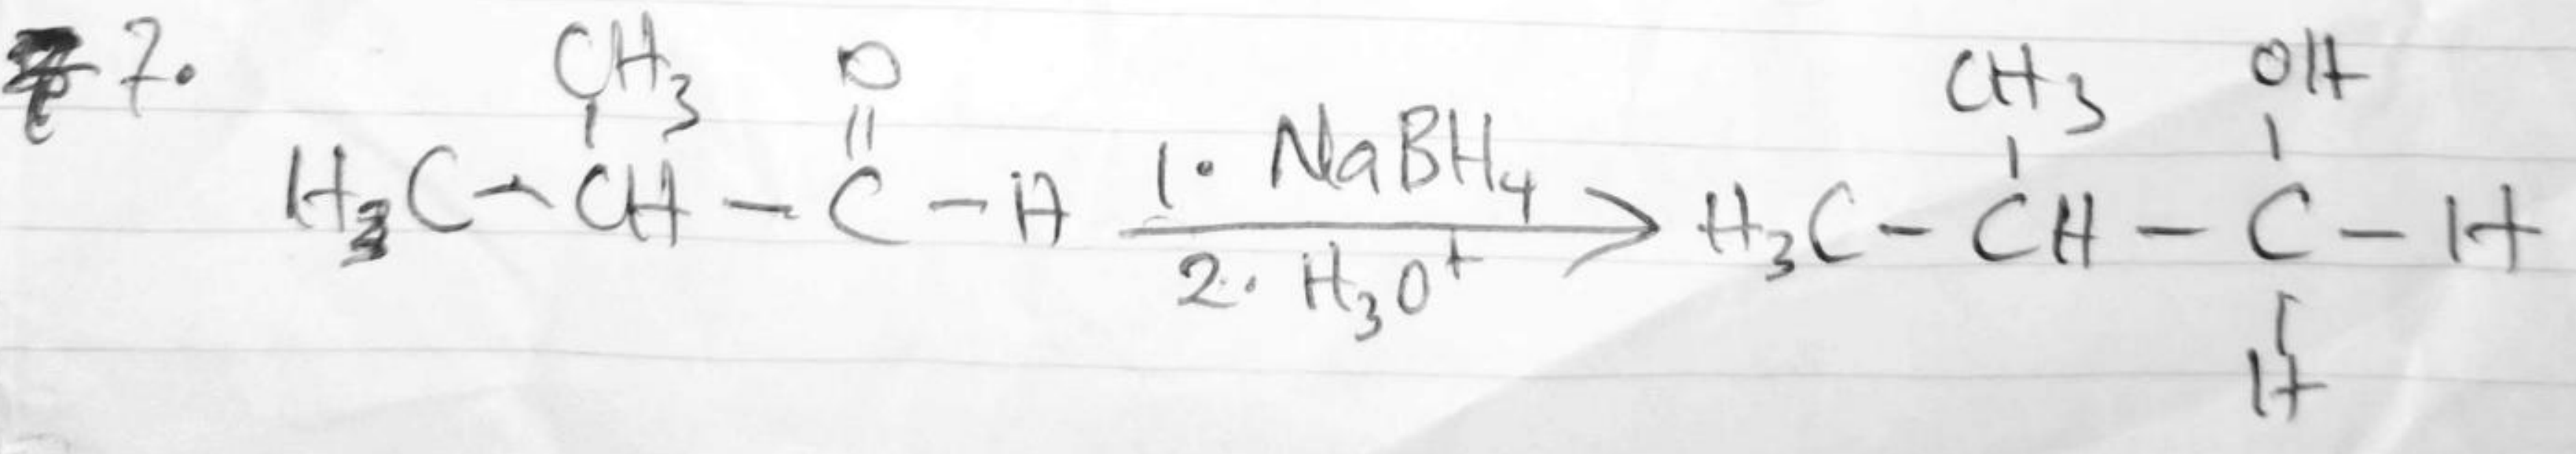 7.
CH3 O CH3 OH
H3C - CH - C - H 1. NaBH4 H3C - CH - C - H
2. H3O+
H